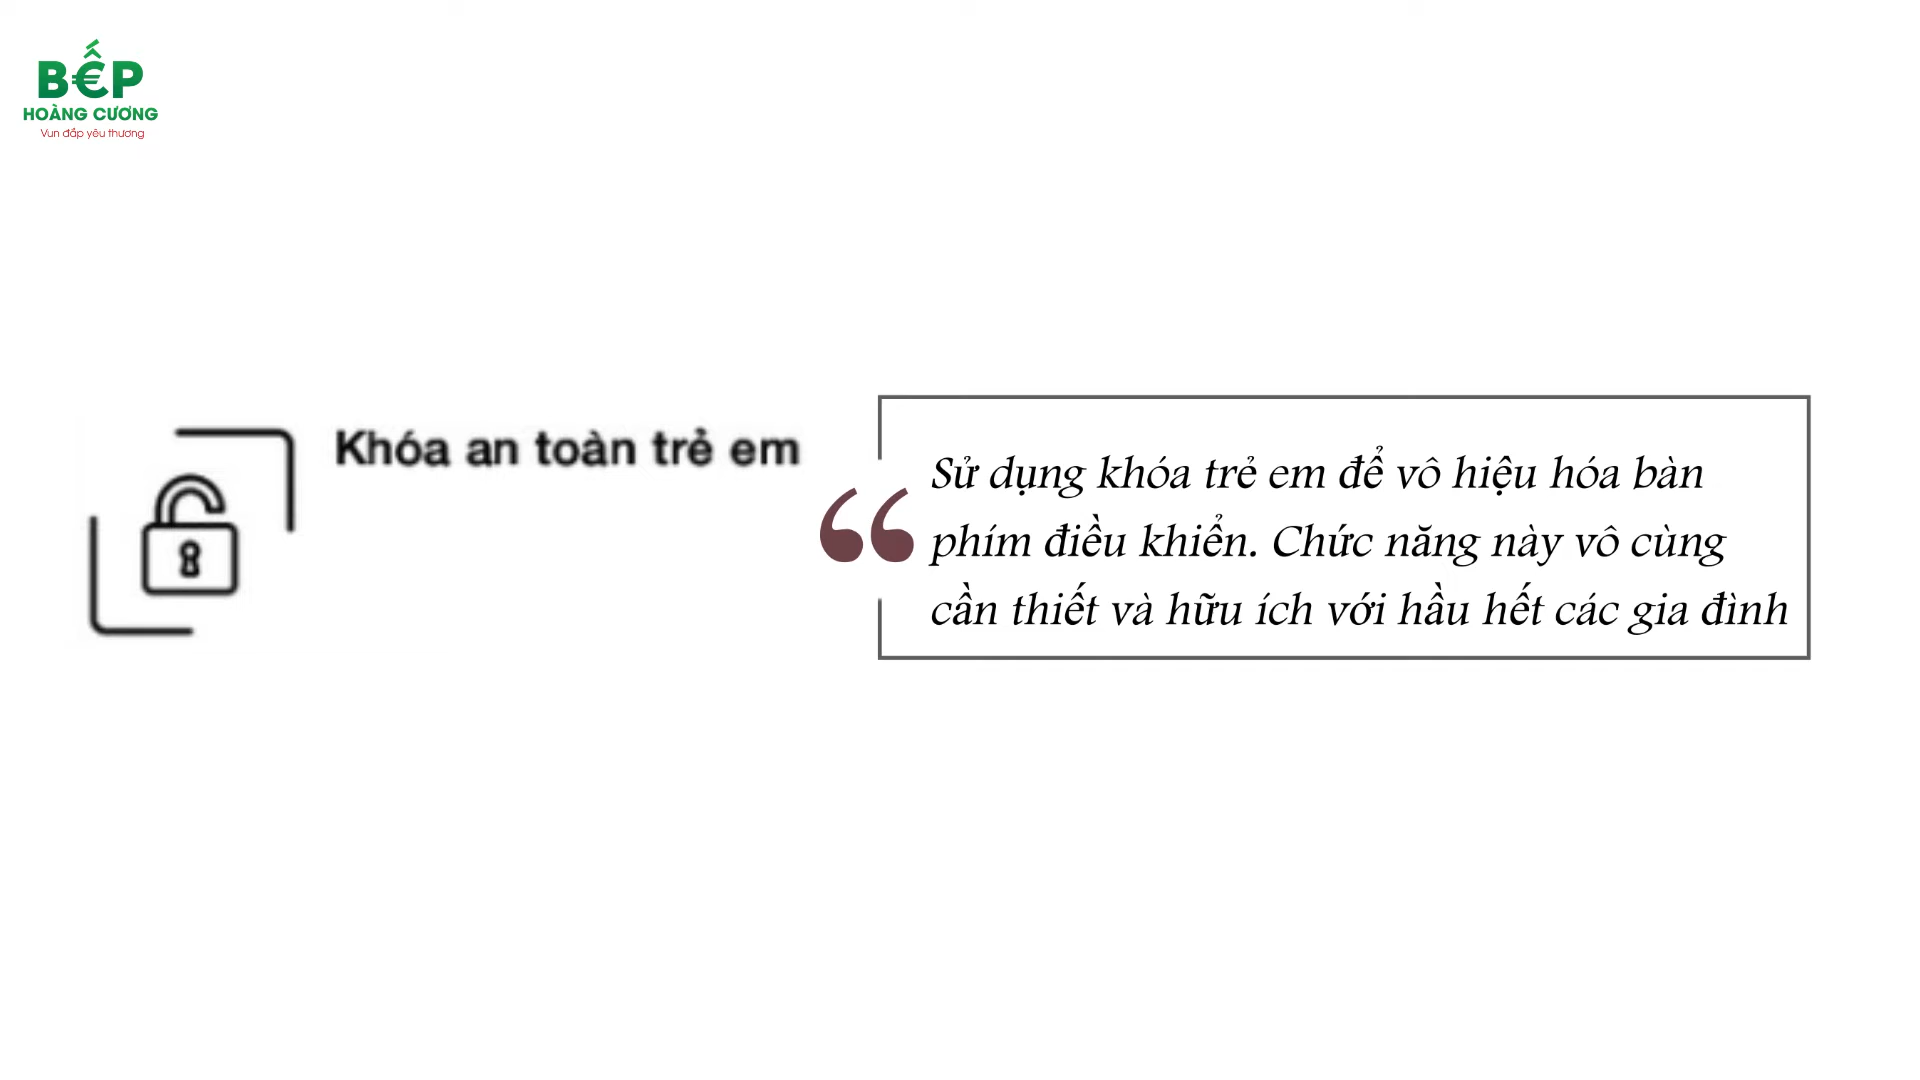 BẾP
HOÀNG CƯƠNG
Vun đắp yêu thương
Khóa an toàn trẻ em
“
Sử dụng khóa trẻ em để vô hiệu hóa bàn
phím điều khiển. Chức năng này vô cùng
cần thiết và hữu ích với hầu hết các gia đình